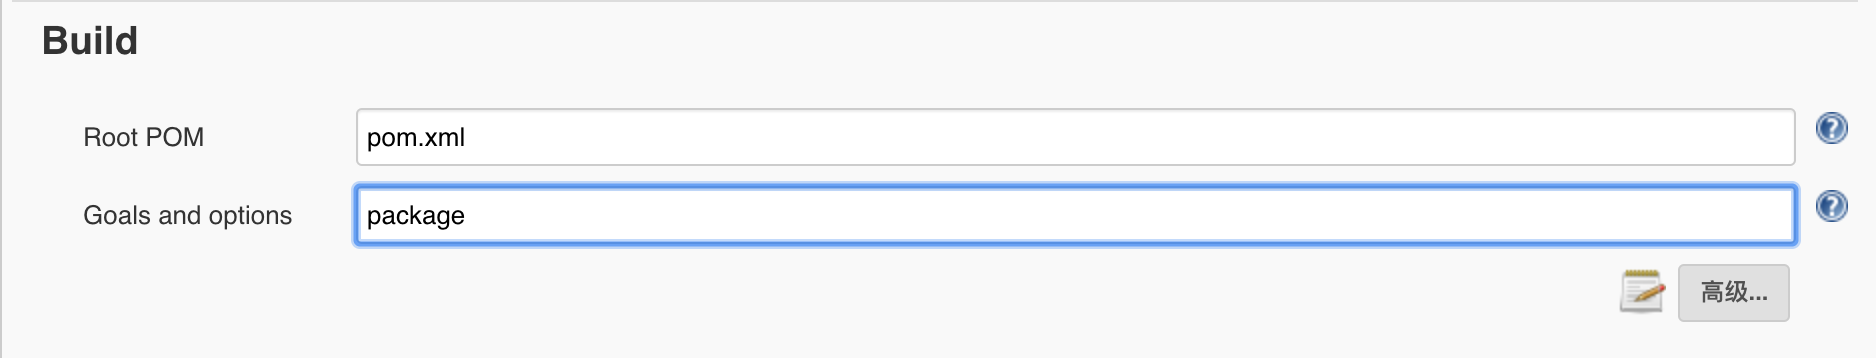 Build
Root POM
pom.xml
Goals and options
package
高级...